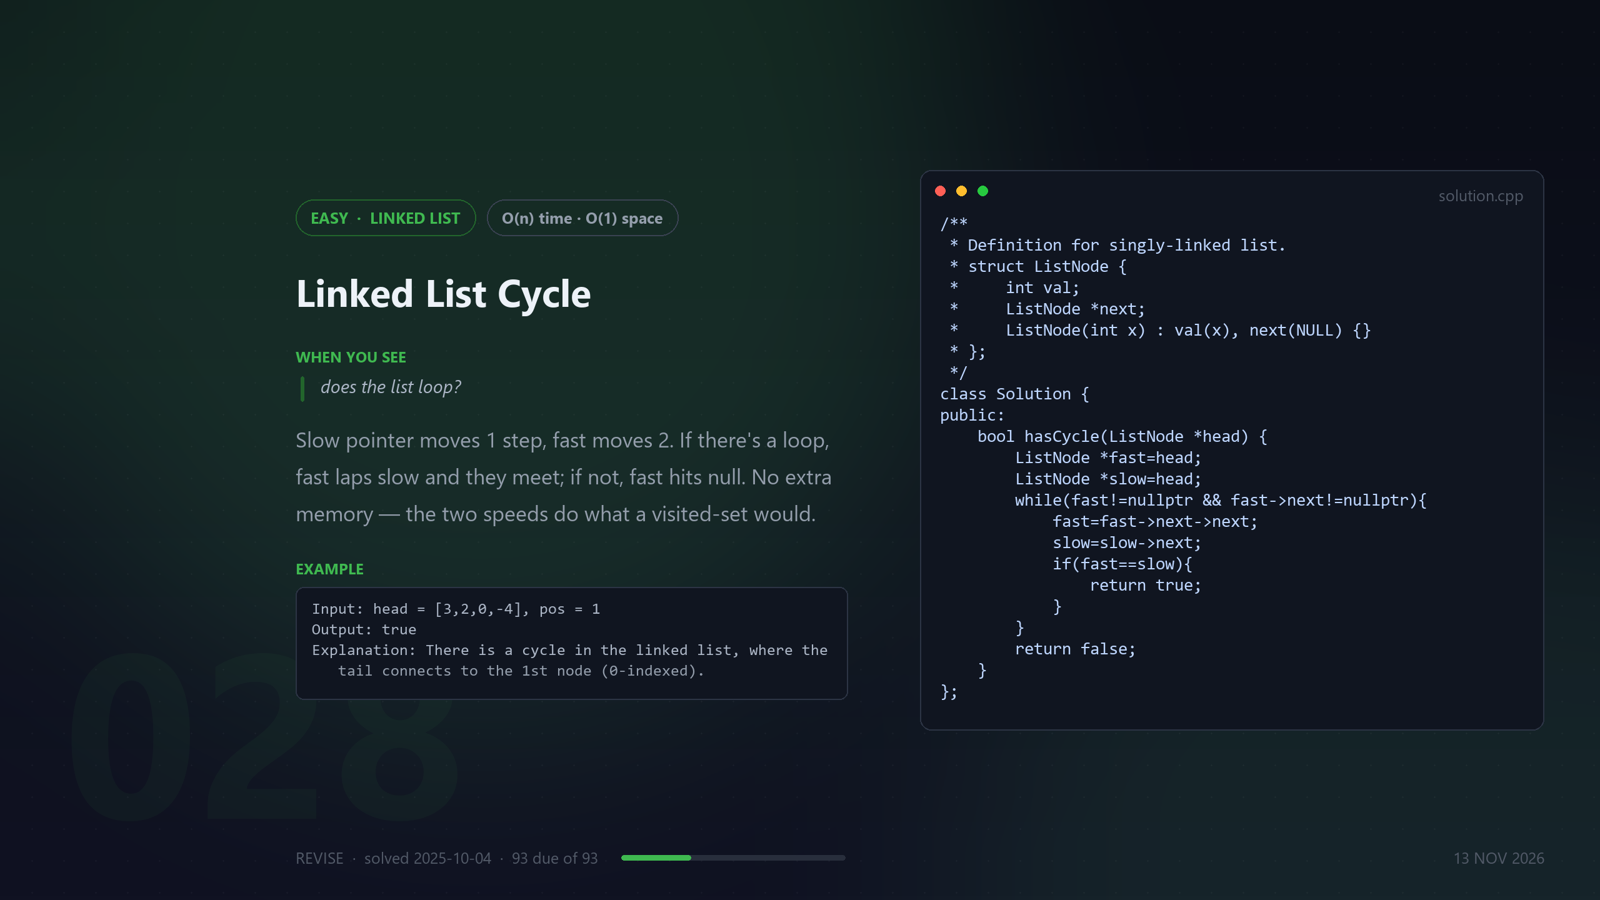 EASY · LINKED LIST
O(n) time · O(1) space
Linked List Cycle
WHEN YOU SEE
does the list loop?
Slow pointer moves 1 step, fast moves 2. If there's a loop,
fast laps slow and they meet; if not, fast hits null. No extra
memory — the two speeds do what a visited-set would.
EXAMPLE
Input: head = [3,2,0,-4], pos = 1
Output: true
Explanation: There is a cycle in the linked list, where the
   tail connects to the 1st node (0-indexed).
028
REVISE · solved 2025-10-04 · 93 due of 93
solution.cpp
/**
 * Definition for singly-linked list.
 * struct ListNode {
 *     int val;
 *     ListNode *next;
 *     ListNode(int x) : val(x), next(NULL) {}
 * };
 */
class Solution {
public:
    bool hasCycle(ListNode *head) {
        ListNode *fast=head;
        ListNode *slow=head;
        while(fast!=nullptr && fast->next!=nullptr){
            fast=fast->next->next;
            slow=slow->next;
            if(fast==slow){
                return true;
            }
        }
        return false;
    }
};
13 NOV 2026